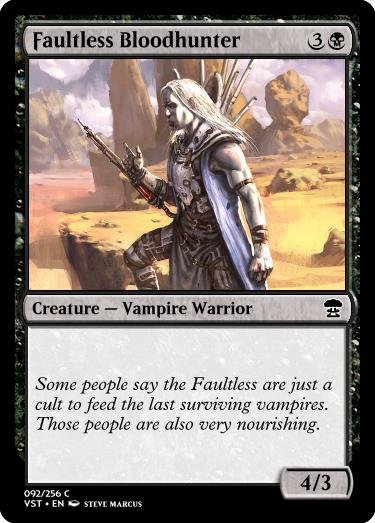 Faultless Bloodhunter 3
Creature — Vampire Warrior
Some people say the Faultless are just a
cult to feed the last surviving vampires.
Those people are also very nourishing.
4/3
092/256 C
VST • EN STEVE MARCUS